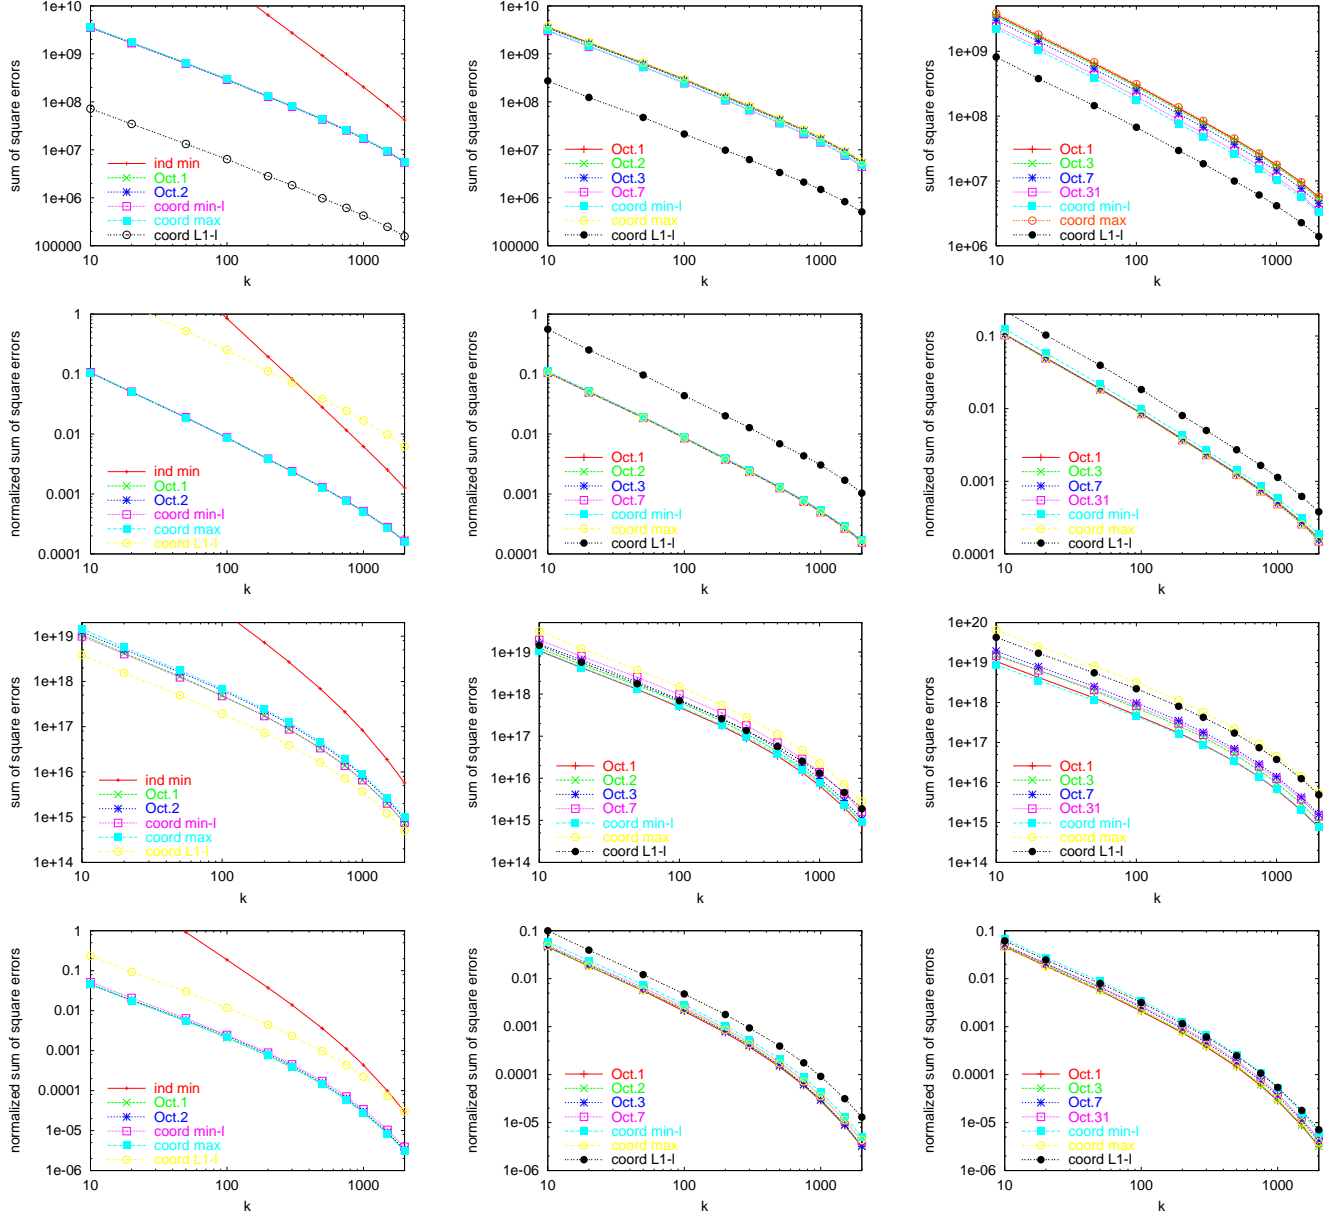 sum of square errors
1e+10
1e+09
1e+08
1e+07
1e+06
100000
10
100
1000
k
ind min
Oct.1
Oct.2
coord min-l
coord max
coord L1-l
sum of square errors
1e+10
1e+09
1e+08
1e+07
1e+06
100000
10
100
1000
k
Oct.1
Oct.2
Oct.3
Oct.7
coord min-l
coord max
coord L1-l
sum of square errors
1e+09
1e+08
1e+07
1e+06
10
100
1000
k
Oct.1
Oct.3
Oct.7
Oct.31
coord min-l
coord max
coord L1-l
normalized sum of square errors
1
0.1
0.01
0.001
0.0001
10
100
1000
k
ind min
Oct.1
Oct.2
coord min-l
coord max
coord L1-l
normalized sum of square errors
1
0.1
0.01
0.001
0.0001
10
100
1000
k
Oct.1
Oct.2
Oct.3
Oct.7
coord min-l
coord max
coord L1-l
normalized sum of square errors
0.1
0.01
0.001
0.0001
10
100
1000
k
Oct.1
Oct.3
Oct.7
Oct.31
coord min-l
coord max
coord L1-l
sum of square errors
1e+19
1e+18
1e+17
1e+16
1e+15
1e+14
10
100
1000
k
ind min
Oct.1
Oct.2
coord min-l
coord max
coord L1-l
sum of square errors
1e+19
1e+18
1e+17
1e+16
1e+15
1e+14
10
100
1000
k
Oct.1
Oct.2
Oct.3
Oct.7
coord min-l
coord max
coord L1-l
sum of square errors
1e+20
1e+19
1e+18
1e+17
1e+16
1e+15
1e+14
10
100
1000
k
Oct.1
Oct.3
Oct.7
Oct.31
coord min-l
coord max
coord L1-l
normalized sum of square errors
1
0.1
0.01
0.001
0.0001
1e-05
1e-06
10
100
1000
k
ind min
Oct.1
Oct.2
coord min-l
coord max
coord L1-l
normalized sum of square errors
0.1
0.01
0.001
0.0001
1e-05
1e-06
10
100
1000
k
Oct.1
Oct.2
Oct.3
Oct.7
coord min-l
coord max
coord L1-l
normalized sum of square errors
0.1
0.01
0.001
0.0001
1e-05
1e-06
10
100
1000
k
Oct.1
Oct.3
Oct.7
Oct.31
coord min-l
coord max
coord L1-l